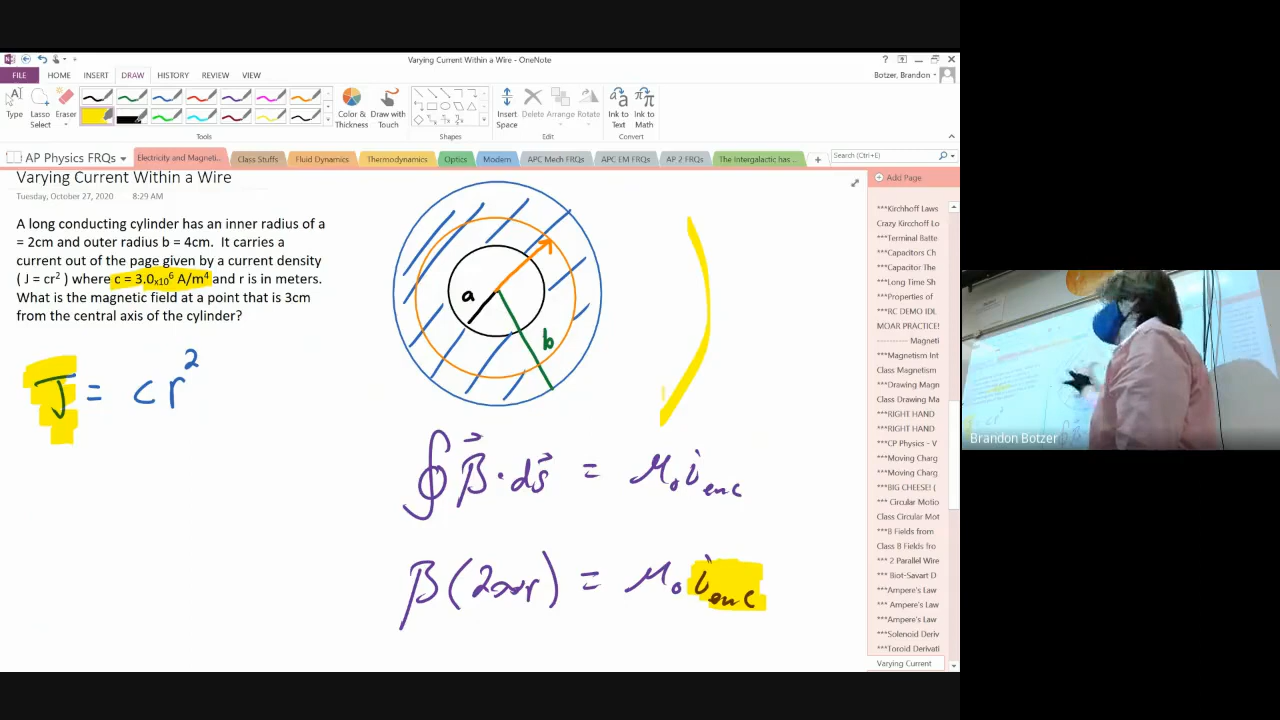 Varying Current Within a Wire - OneNote
Botzer, Brandon
FILE HOME INSERT DRAW HISTORY REVIEW VIEW
Type
Lasso Select
Eraser
Color & Thickness
Draw with Touch
Insert Space
Delete
Arrange
Rotate
Ink to Text
Ink to Math
Tools
Shapes
Edit
Convert
AP Physics FRQs
Electricity and Magneti...
Class Stuffs
Fluid Dynamics
Thermodynamics
Optics
Modern
APC Mech FRQs
APC EM FRQs
AP 2 FRQs
The Intergalactic has ...
Search (Ctrl+E)
Varying Current Within a Wire
Tuesday, October 27, 2020 8:29 AM
A long conducting cylinder has an inner radius of a
= 2cm and outer radius b = 4cm. It carries a
current out of the page given by a current density
( J = cr² ) where c = 3.0x10⁶ A/m⁴ and r is in meters.
What is the magnetic field at a point that is 3cm
from the central axis of the cylinder?
J = cr²
a
b
∮ B⃗ · ds⃗ = μ₀ i enc
B(2πr) = μ₀ i enc
Add Page
***Kirchhoff Laws
Crazy Kircchoff W
***Terminal Batte
***Capacitors Ch
***Capacitor The
***Long Time Sh
***Properties of
***RC DEMO IDL
MOAR PRACTICE!
---------- Magneti
***Magnetism Int
Class Magnetism
***Drawing Magn
Class Drawing Ma
***RIGHT HAND
***RIGHT HAND
***CP Physics - V
***Moving Charg
***Moving Charg
***BIG CHEESE! (
*** Circular Motio
Class Circular Mot
***B Fields from
Class B Fields fro
*** 2 Parallel Wire
*** Biot-Savart D
***Ampere's Law
*** Ampere's Law
***Ampere's Law
***Solenoid Deriv
***Toroid Derivati
Varying Current
Brandon Botzer